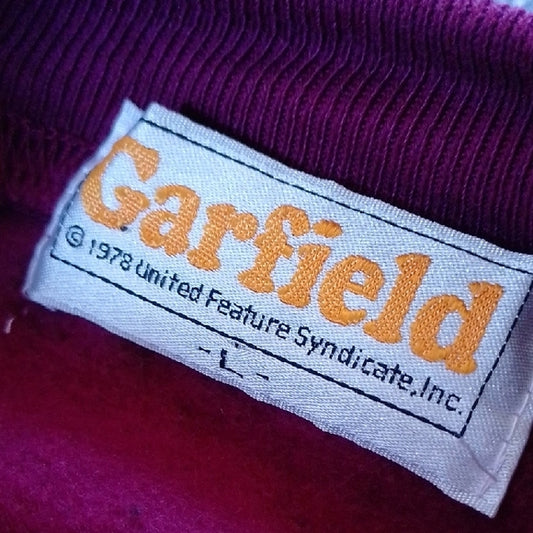 Garfield
© 1978 United Feature Syndicate, Inc.
- L -